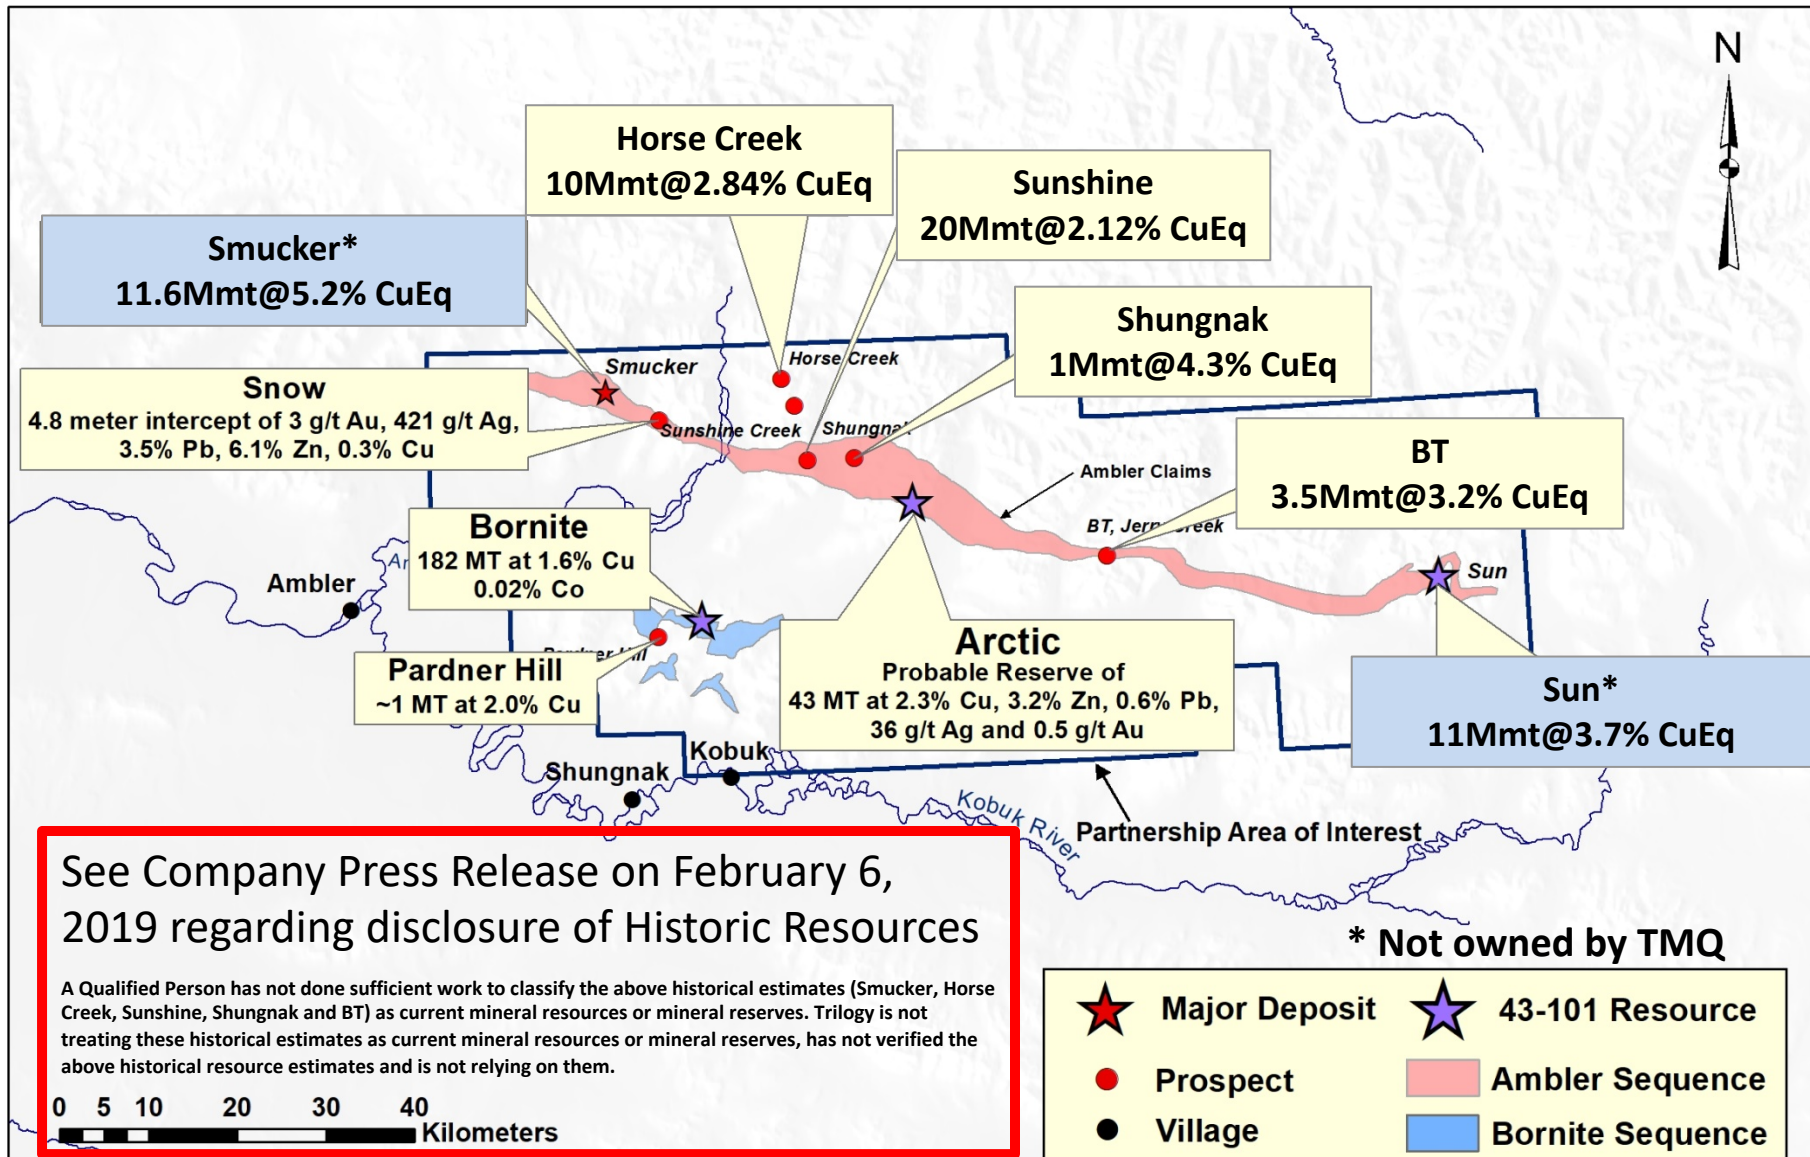 N
Horse Creek
10Mmt@2.84% CuEq
Sunshine
20Mmt@2.12% CuEq
Smucker*
11.6Mmt@5.2% CuEq
Shungnak
1Mmt@4.3% CuEq
Smucker
Horse Creek
Snow
4.8 meter intercept of 3 g/t Au, 421 g/t Ag,
3.5% Pb, 6.1% Zn, 0.3% Cu
Sunshine Creek
Shungnak
Ambler Claims
BT
3.5Mmt@3.2% CuEq
BT, Jerry Creek
Bornite
182 MT at 1.6% Cu
0.02% Co
Ambler
Sun
Pardner Hill
Pardner Hill
~1 MT at 2.0% Cu
Arctic
Probable Reserve of
43 MT at 2.3% Cu, 3.2% Zn, 0.6% Pb,
36 g/t Ag and 0.5 g/t Au
Sun*
11Mmt@3.7% CuEq
Kobuk
Shungnak
Kobuk River
Partnership Area of Interest
See Company Press Release on February 6,
2019 regarding disclosure of Historic Resources
A Qualified Person has not done sufficient work to classify the above historical estimates (Smucker, Horse
Creek, Sunshine, Shungnak and BT) as current mineral resources or mineral reserves. Trilogy is not
treating these historical estimates as current mineral resources or mineral reserves, has not verified the
above historical resource estimates and is not relying on them.
0 5 10 20 30 40
Kilometers
* Not owned by TMQ
Major Deposit
43-101 Resource
Prospect
Ambler Sequence
Village
Bornite Sequence